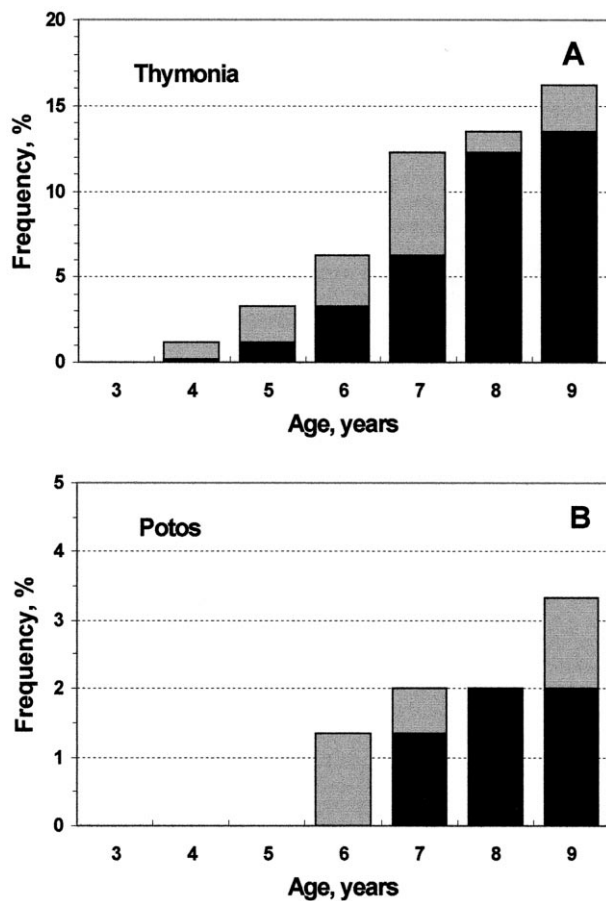 A
Thymonia
Frequency, %
20
15
10
5
0
3 4 5 6 7 8 9
Age, years
B
Potos
Frequency, %
5
4
3
2
1
0
3 4 5 6 7 8 9
Age, years